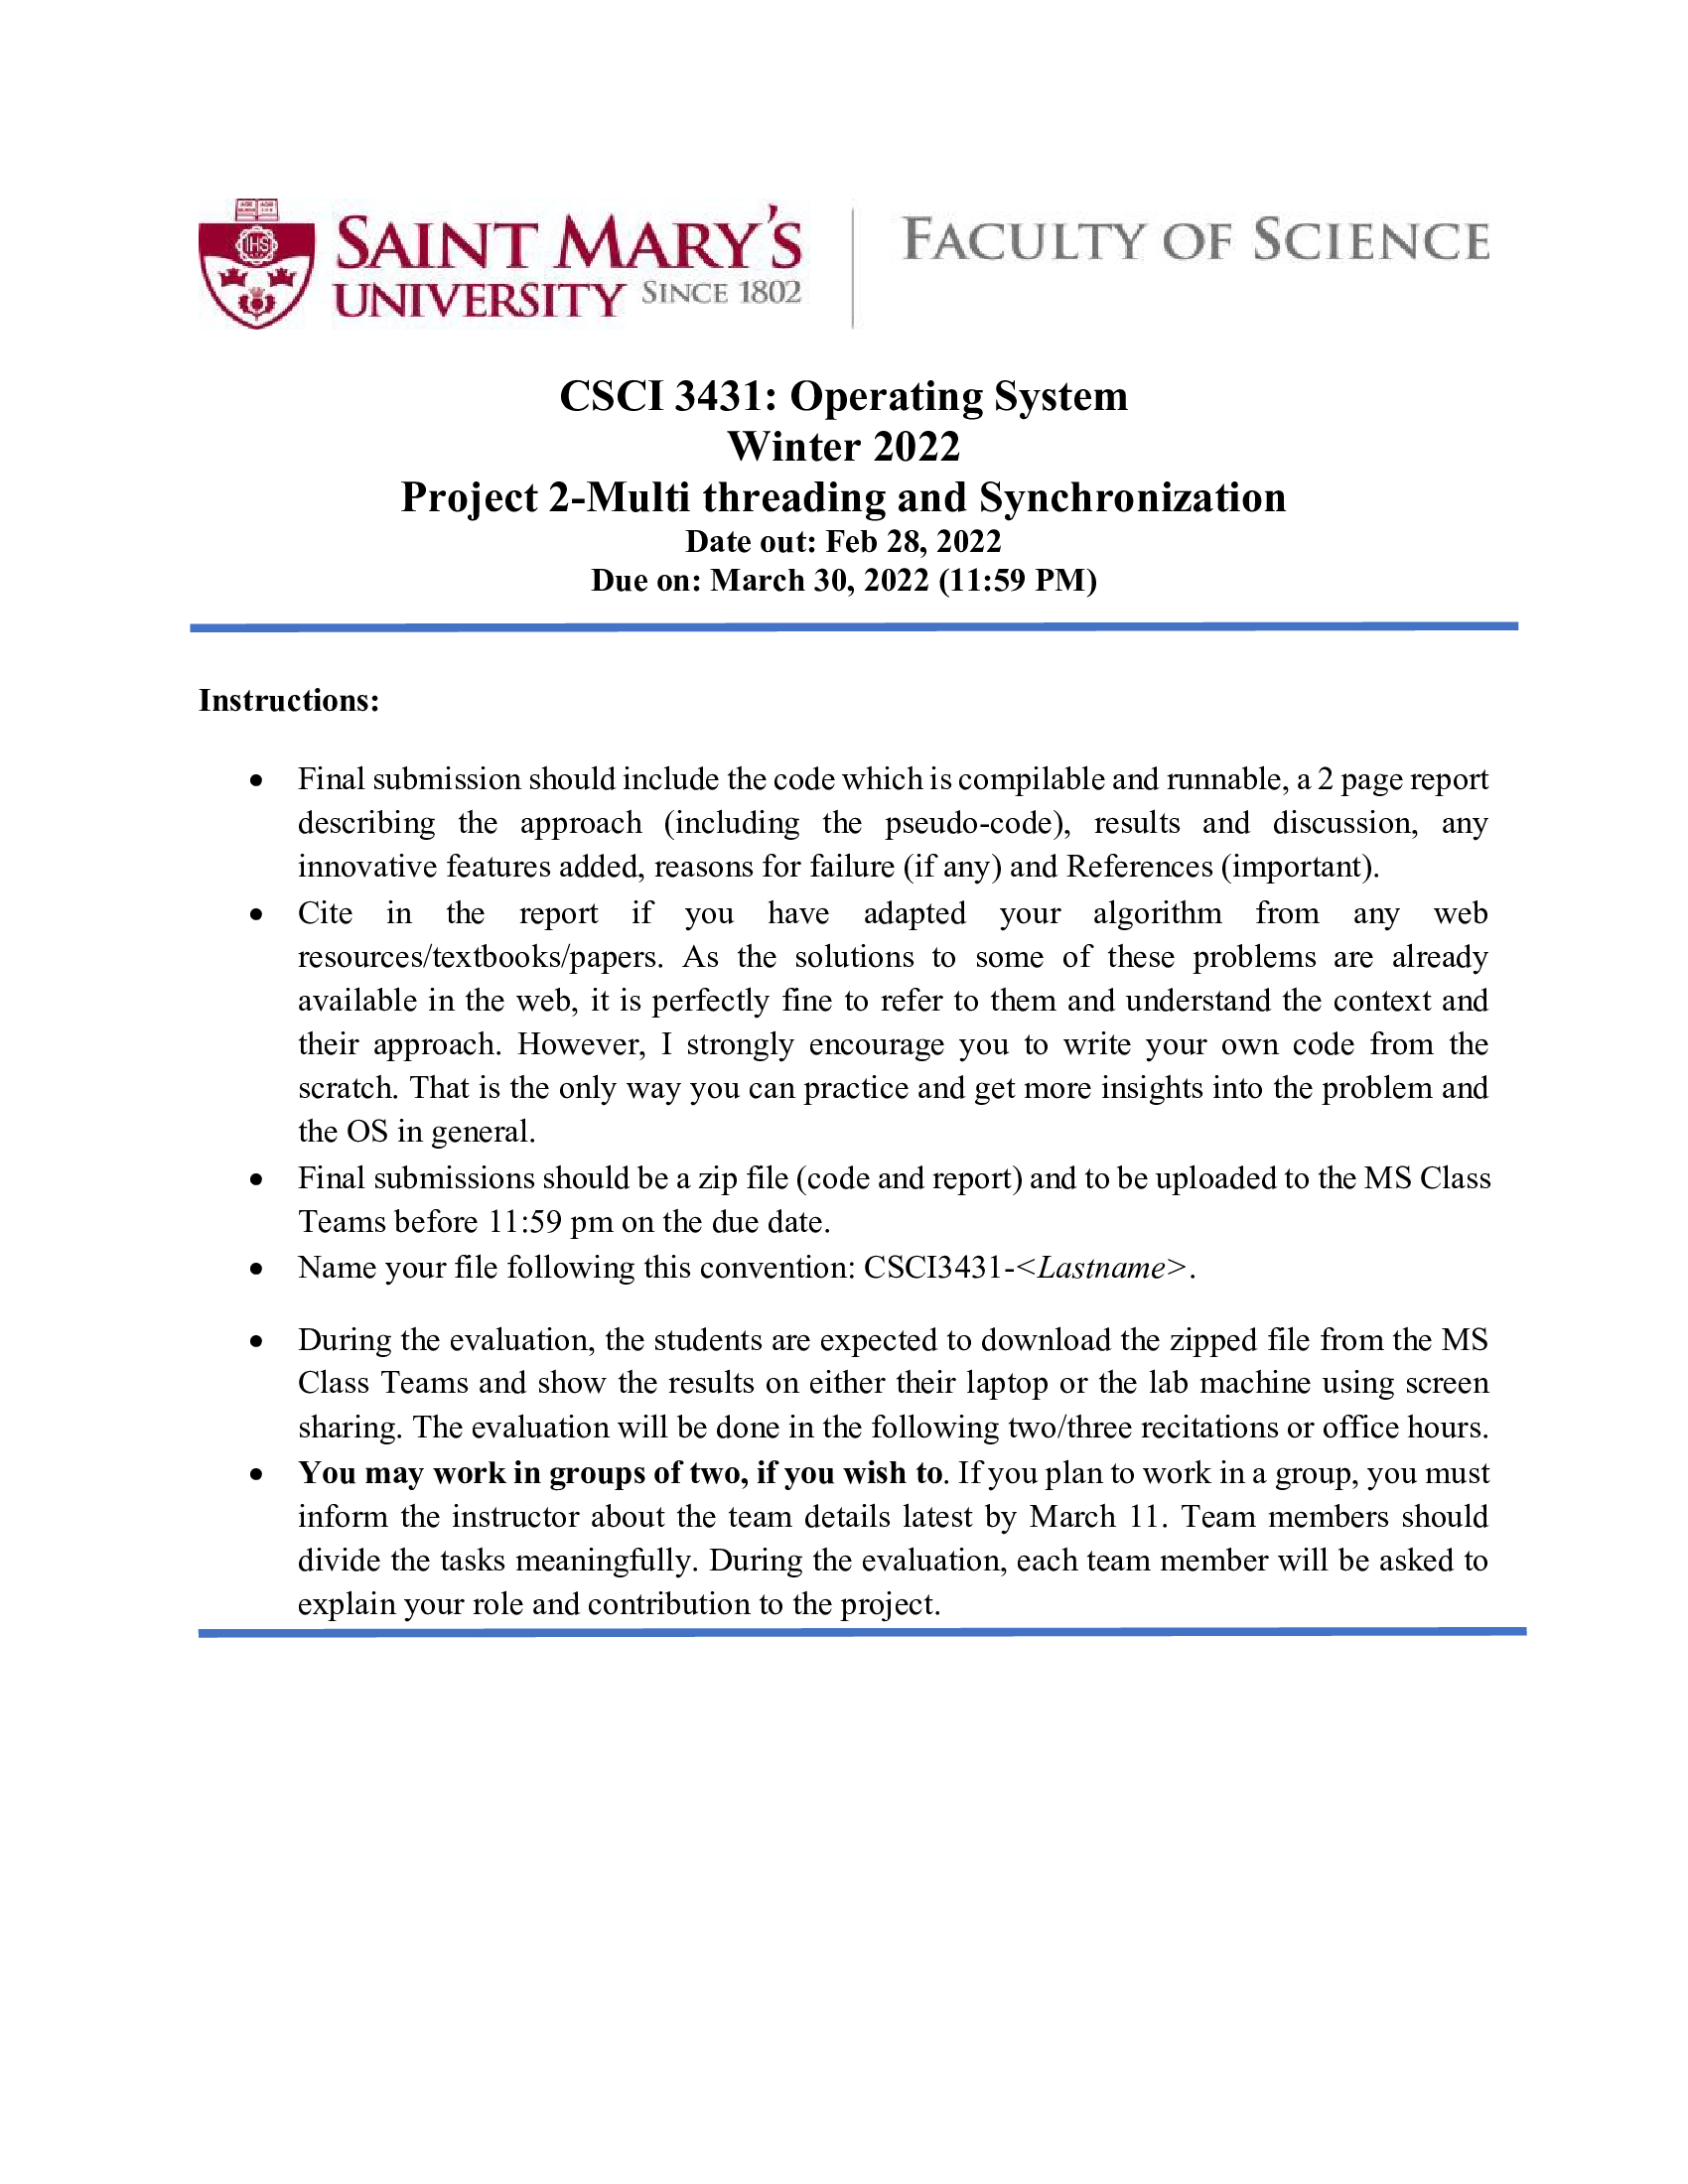 SAINT MARY'S
UNIVERSITY SINCE 1802
FACULTY OF SCIENCE
IHS
CSCI 3431: Operating System
Winter 2022
Project 2-Multi threading and Synchronization
Date out: Feb 28, 2022
Due on: March 30, 2022 (11:59 PM)
Instructions:
• Final submission should include the code which is compilable and runnable, a 2 page report
describing the approach (including the pseudo-code), results and discussion, any
innovative features added, reasons for failure (if any) and References (important).
• Cite in the report if you have adapted your algorithm from any web
resources/textbooks/papers. As the solutions to some of these problems are already
available in the web, it is perfectly fine to refer to them and understand the context and
their approach. However, I strongly encourage you to write your own code from the
scratch. That is the only way you can practice and get more insights into the problem and
the OS in general.
• Final submissions should be a zip file (code and report) and to be uploaded to the MS Class
Teams before 11:59 pm on the due date.
• Name your file following this convention: CSCI3431-<Lastname>.
• During the evaluation, the students are expected to download the zipped file from the MS
Class Teams and show the results on either their laptop or the lab machine using screen
sharing. The evaluation will be done in the following two/three recitations or office hours.
• You may work in groups of two, if you wish to. If you plan to work in a group, you must
inform the instructor about the team details latest by March 11. Team members should
divide the tasks meaningfully. During the evaluation, each team member will be asked to
explain your role and contribution to the project.